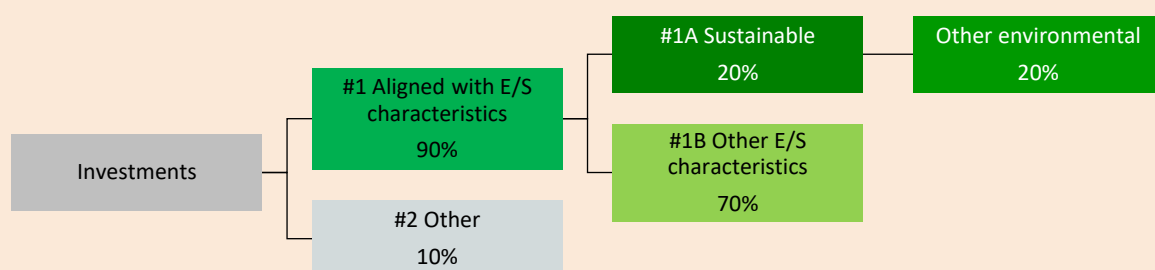 Investments
#1 Aligned with E/S
characteristics
90%
#2 Other
10%
#1A Sustainable
20%
#1B Other E/S
characteristics
70%
Other environmental
20%